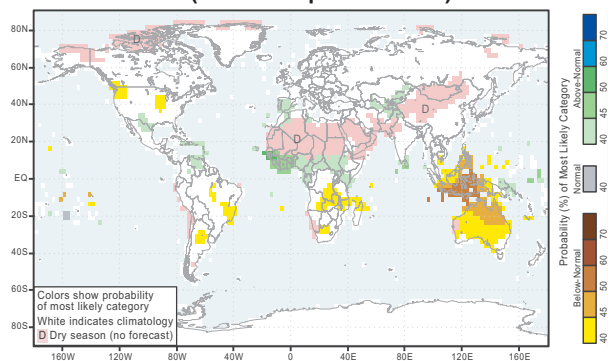 80N
60N
40N
20N
EQ
20S
40S
60S
80S
160W
120W
80W
40W
0
40E
80E
120E
160E
D
D
D
Colors show probability
of most likely category
White indicates climatology
D Dry season (no forecast)
Probability (%) of Most Likely Category
Above-Normal
70
60
50
45
40
Normal
40
Below-Normal
70
60
50
45
40